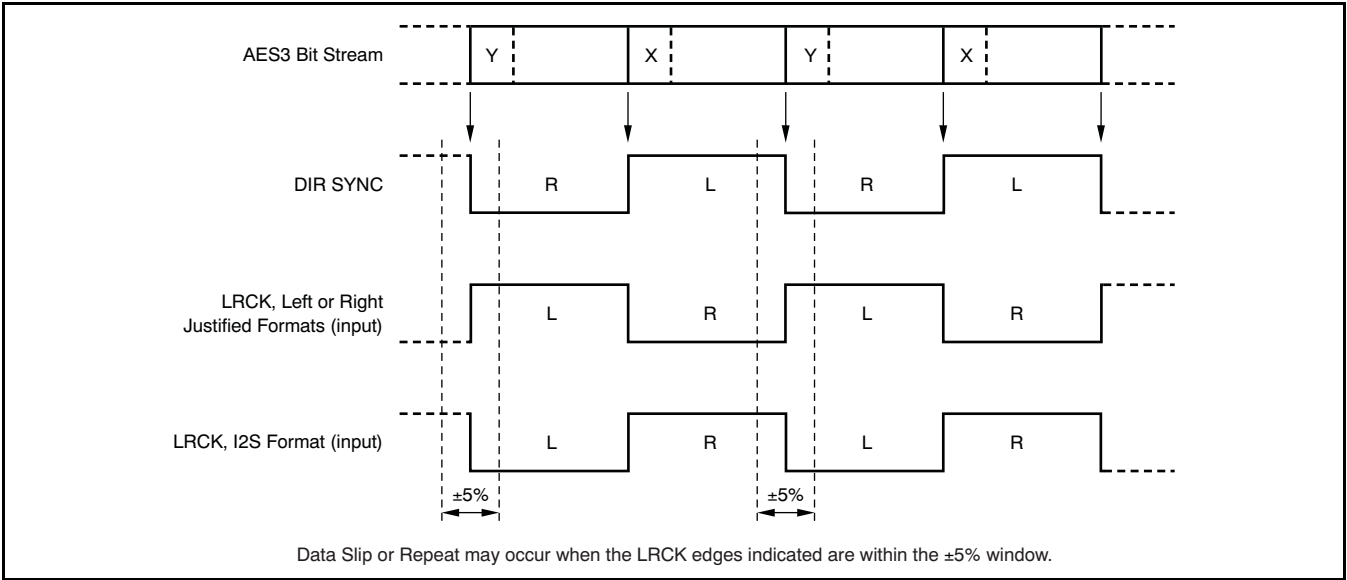 AES3 Bit Stream
Y
X
Y
X
DIR SYNC
R
L
R
L
LRCK, Left or Right
Justified Formats (input)
L
R
L
R
LRCK, I2S Format (input)
L
R
L
R
±5%
±5%
Data Slip or Repeat may occur when the LRCK edges indicated are within the ±5% window.